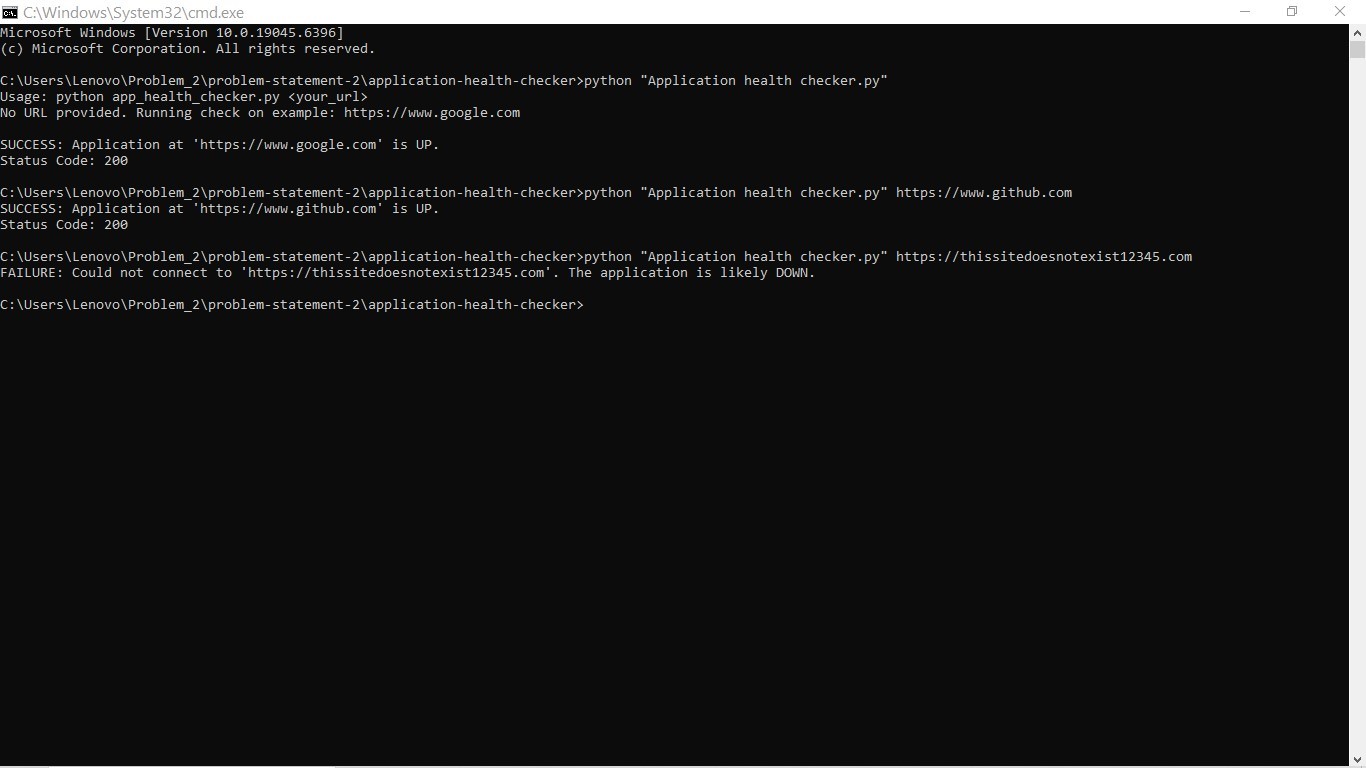 C:\Windows\System32\cmd.exe
Microsoft Windows [Version 10.0.19045.6396]
(c) Microsoft Corporation. All rights reserved.
C:\Users\Lenovo\Problem_2\problem-statement-2\application-health-checker>python "Application health checker.py"
Usage: python app_health_checker.py <your_url>
No URL provided. Running check on example: https://www.google.com
SUCCESS: Application at 'https://www.google.com' is UP.
Status Code: 200
C:\Users\Lenovo\Problem_2\problem-statement-2\application-health-checker>python "Application health checker.py" https://www.github.com
SUCCESS: Application at 'https://www.github.com' is UP.
Status Code: 200
C:\Users\Lenovo\Problem_2\problem-statement-2\application-health-checker>python "Application health checker.py" https://thissitedoesnotexist12345.com
FAILURE: Could not connect to 'https://thissitedoesnotexist12345.com'. The application is likely DOWN.
C:\Users\Lenovo\Problem_2\problem-statement-2\application-health-checker>